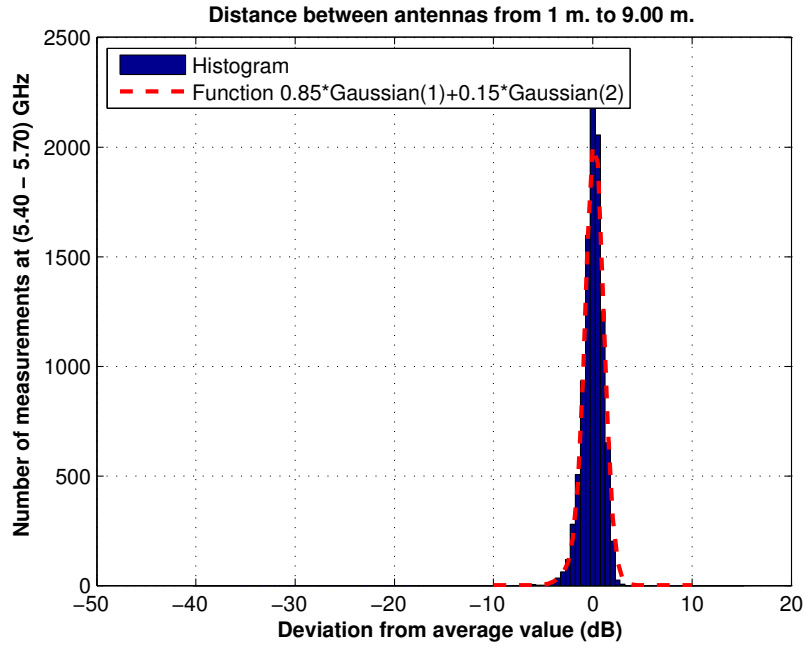 Distance between antennas from 1 m. to 9.00 m.
2500
Histogram
Function 0.85*Gaussian(1)+0.15*Gaussian(2)
2000
1500
1000
500
0
Number of measurements at (5.40 − 5.70) GHz
−50 −40 −30 −20 −10 0 10 20
Deviation from average value (dB)